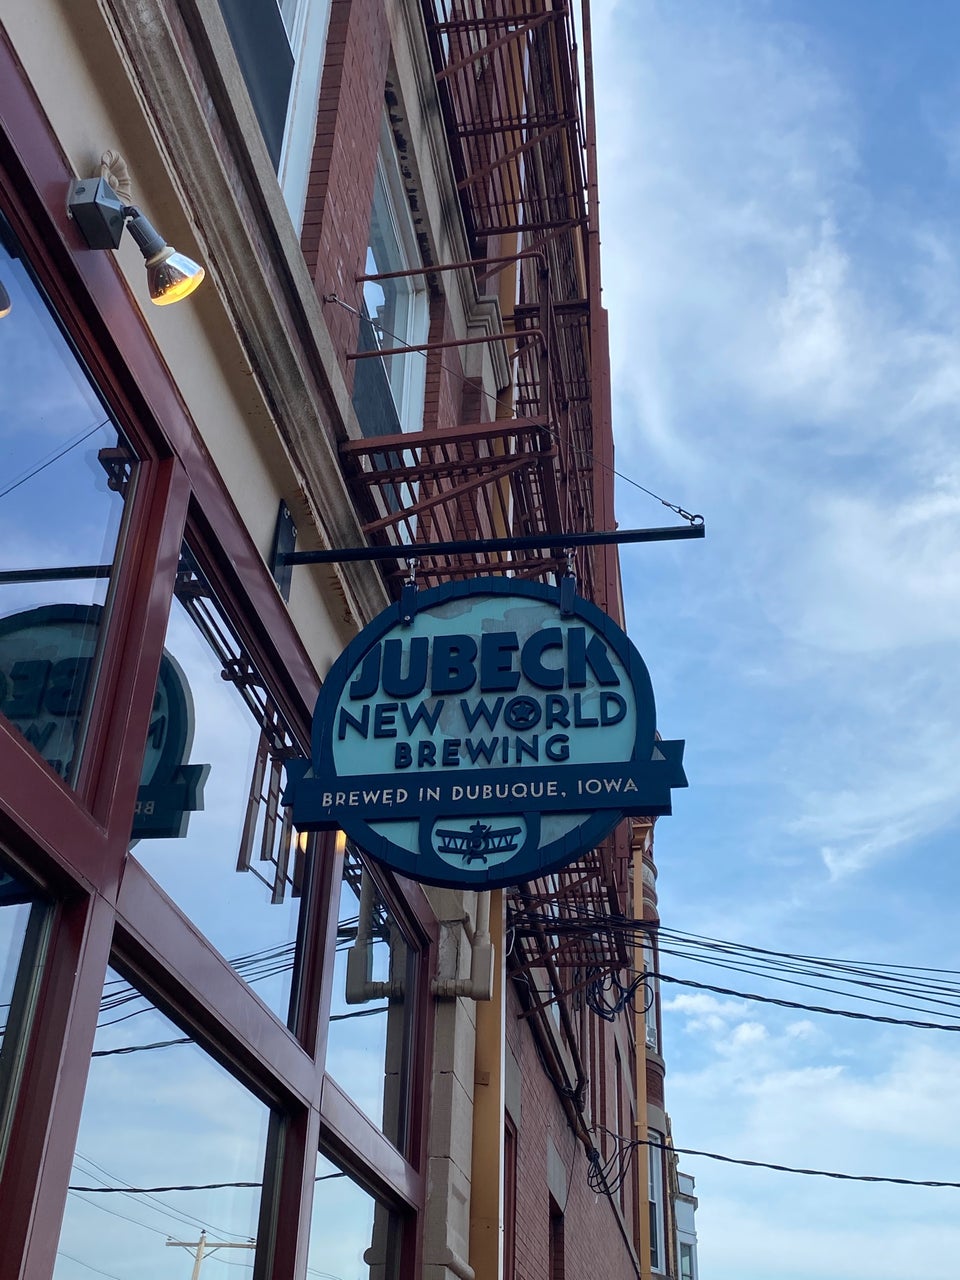 JUBECK
NEW WORLD
BREWING
BREWED IN DUBUQUE, IOWA